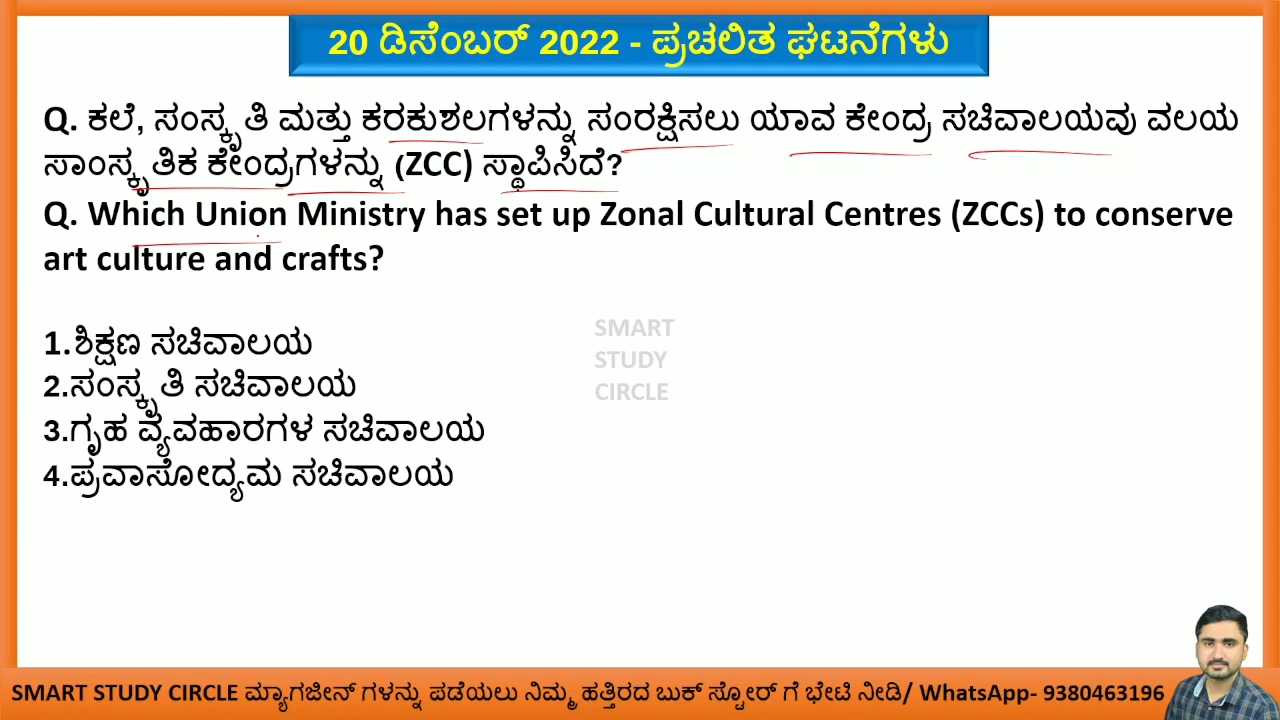 20 ಡಿಸೆಂಬರ್ 2022 - ಪ್ರಚಲಿತ ಘಟನೆಗಳು
Q. ಕಲೆ, ಸಂಸ್ಕೃತಿ ಮತ್ತು ಕರಕುಶಲಗಳನ್ನು ಸಂರಕ್ಷಿಸಲು ಯಾವ ಕೇಂದ್ರ ಸಚಿವಾಲಯವು ವಲಯ
ಸಾಂಸ್ಕೃತಿಕ ಕೇಂದ್ರಗಳನ್ನು (ZCC) ಸ್ಥಾಪಿಸಿದೆ?
Q. Which Union Ministry has set up Zonal Cultural Centres (ZCCs) to conserve
art culture and crafts?
1.ಶಿಕ್ಷಣ ಸಚಿವಾಲಯ
2.ಸಂಸ್ಕೃತಿ ಸಚಿವಾಲಯ
3.ಗೃಹ ವ್ಯವಹಾರಗಳ ಸಚಿವಾಲಯ
4.ಪ್ರವಾಸೋದ್ಯಮ ಸಚಿವಾಲಯ
SMART
STUDY
CIRCLE
SMART STUDY CIRCLE ಮ್ಯಾಗಜೀನ್ ಗಳನ್ನು ಪಡೆಯಲು ನಿಮ್ಮ ಹತ್ತಿರದ ಬುಕ್ ಸ್ಟೋರ್ ಗೆ ಭೇಟಿ ನೀಡಿ/ WhatsApp- 9380463196